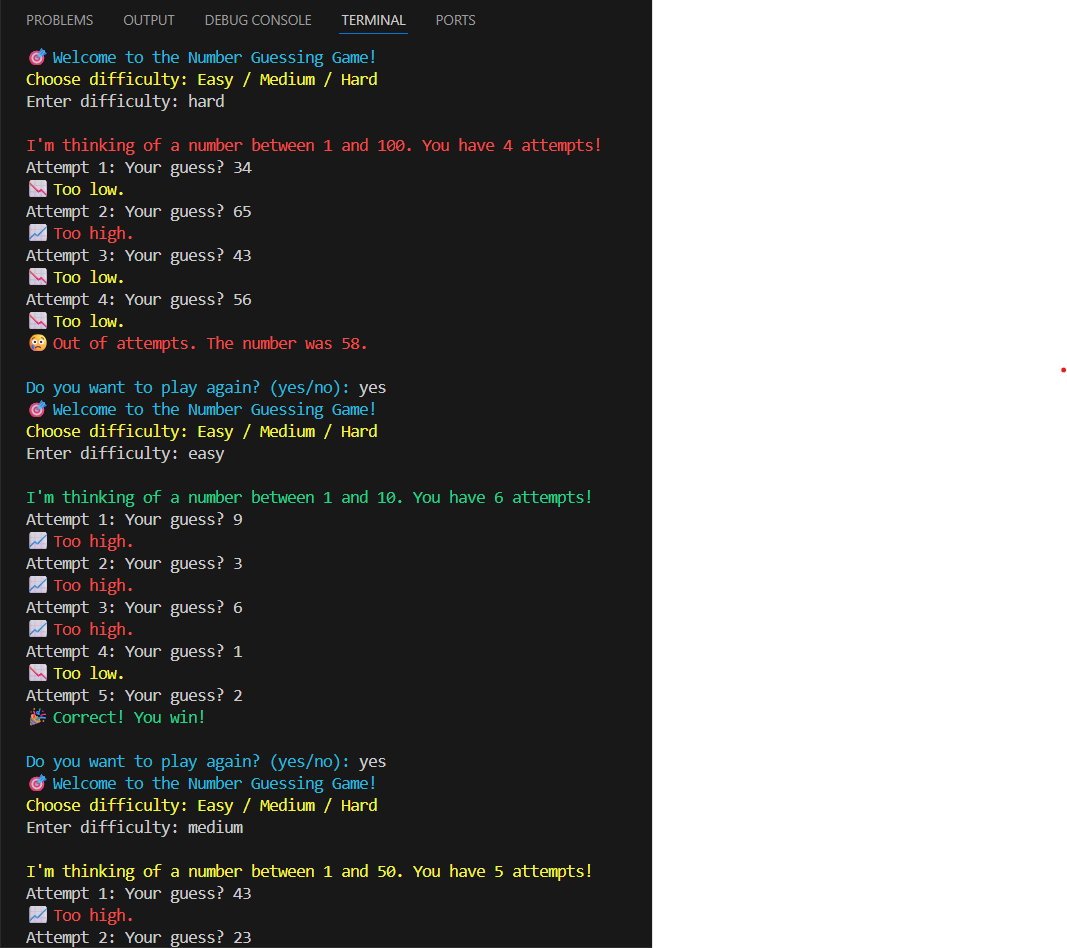 PROBLEMS OUTPUT DEBUG CONSOLE TERMINAL PORTS
🎯 Welcome to the Number Guessing Game!
Choose difficulty: Easy / Medium / Hard
Enter difficulty: hard
I'm thinking of a number between 1 and 100. You have 4 attempts!
Attempt 1: Your guess? 34
📉 Too low.
Attempt 2: Your guess? 65
📈 Too high.
Attempt 3: Your guess? 43
📉 Too low.
Attempt 4: Your guess? 56
📉 Too low.
😭 Out of attempts. The number was 58.
Do you want to play again? (yes/no): yes
🎯 Welcome to the Number Guessing Game!
Choose difficulty: Easy / Medium / Hard
Enter difficulty: easy
I'm thinking of a number between 1 and 10. You have 6 attempts!
Attempt 1: Your guess? 9
📈 Too high.
Attempt 2: Your guess? 3
📈 Too high.
Attempt 3: Your guess? 6
📈 Too high.
Attempt 4: Your guess? 1
📉 Too low.
Attempt 5: Your guess? 2
🎉 Correct! You win!
Do you want to play again? (yes/no): yes
🎯 Welcome to the Number Guessing Game!
Choose difficulty: Easy / Medium / Hard
Enter difficulty: medium
I'm thinking of a number between 1 and 50. You have 5 attempts!
Attempt 1: Your guess? 43
📈 Too high.
Attempt 2: Your guess? 23